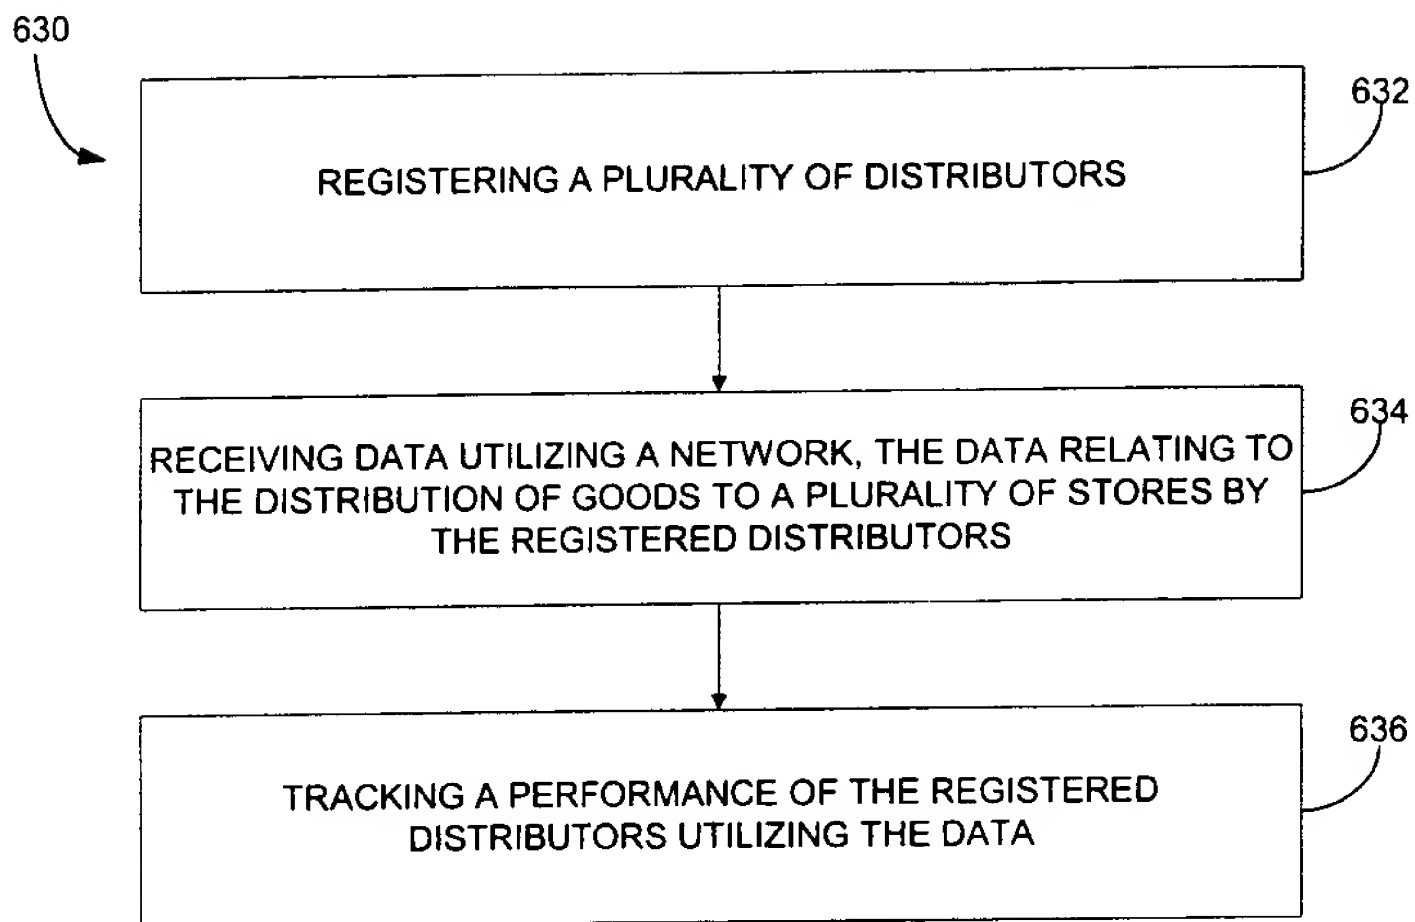 630
632
REGISTERING A PLURALITY OF DISTRIBUTORS
634
RECEIVING DATA UTILIZING A NETWORK, THE DATA RELATING TO
THE DISTRIBUTION OF GOODS TO A PLURALITY OF STORES BY
THE REGISTERED DISTRIBUTORS
636
TRACKING A PERFORMANCE OF THE REGISTERED
DISTRIBUTORS UTILIZING THE DATA